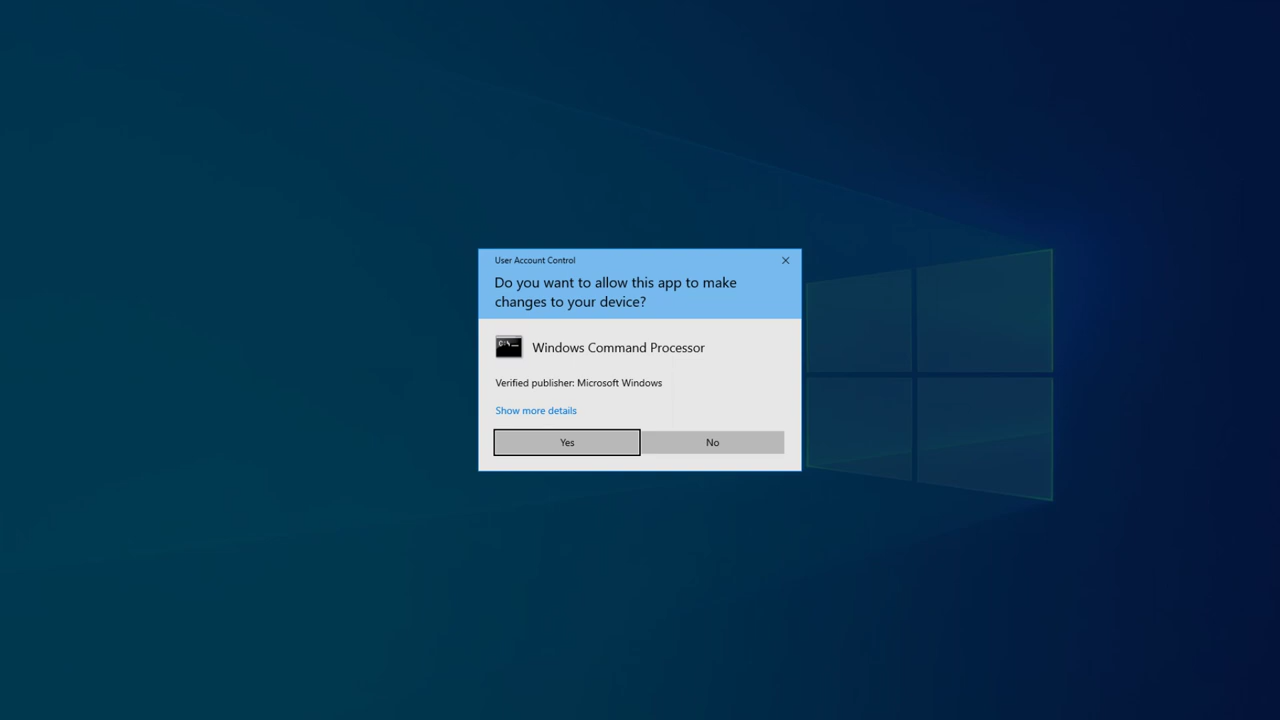 User Account Control
Do you want to allow this app to make
changes to your device?
C:\_
Windows Command Processor
Verified publisher: Microsoft Windows
Show more details
Yes
No